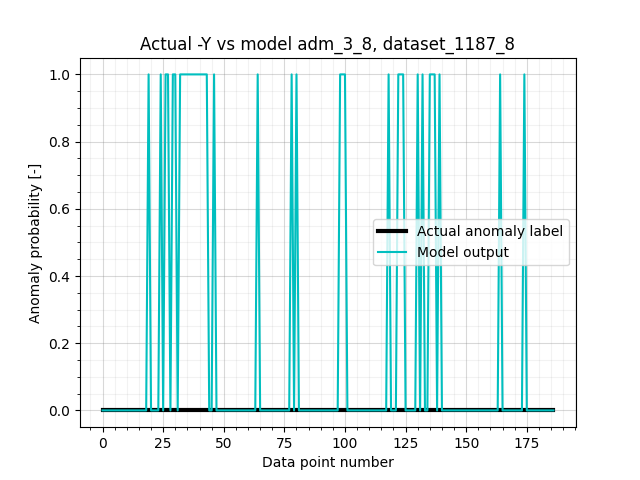 Actual -Y vs model adm_3_8, dataset_1187_8
Anomaly probability [-]
1.0
0.8
0.6
0.4
0.2
0.0
Actual anomaly label
Model output
0 25 50 75 100 125 150 175
Data point number